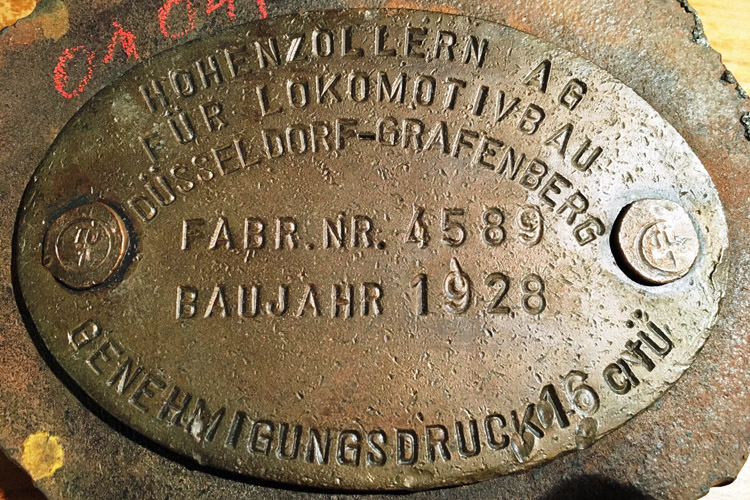 HOHENZOLLERN AG
FÜR LOKOMOTIVBAU
DÜSSELDORF-GRAFENBERG
FABR. NR. 4589
BAUJAHR 1928
GENEHMIGUNGSDRUCK 16 atÜ